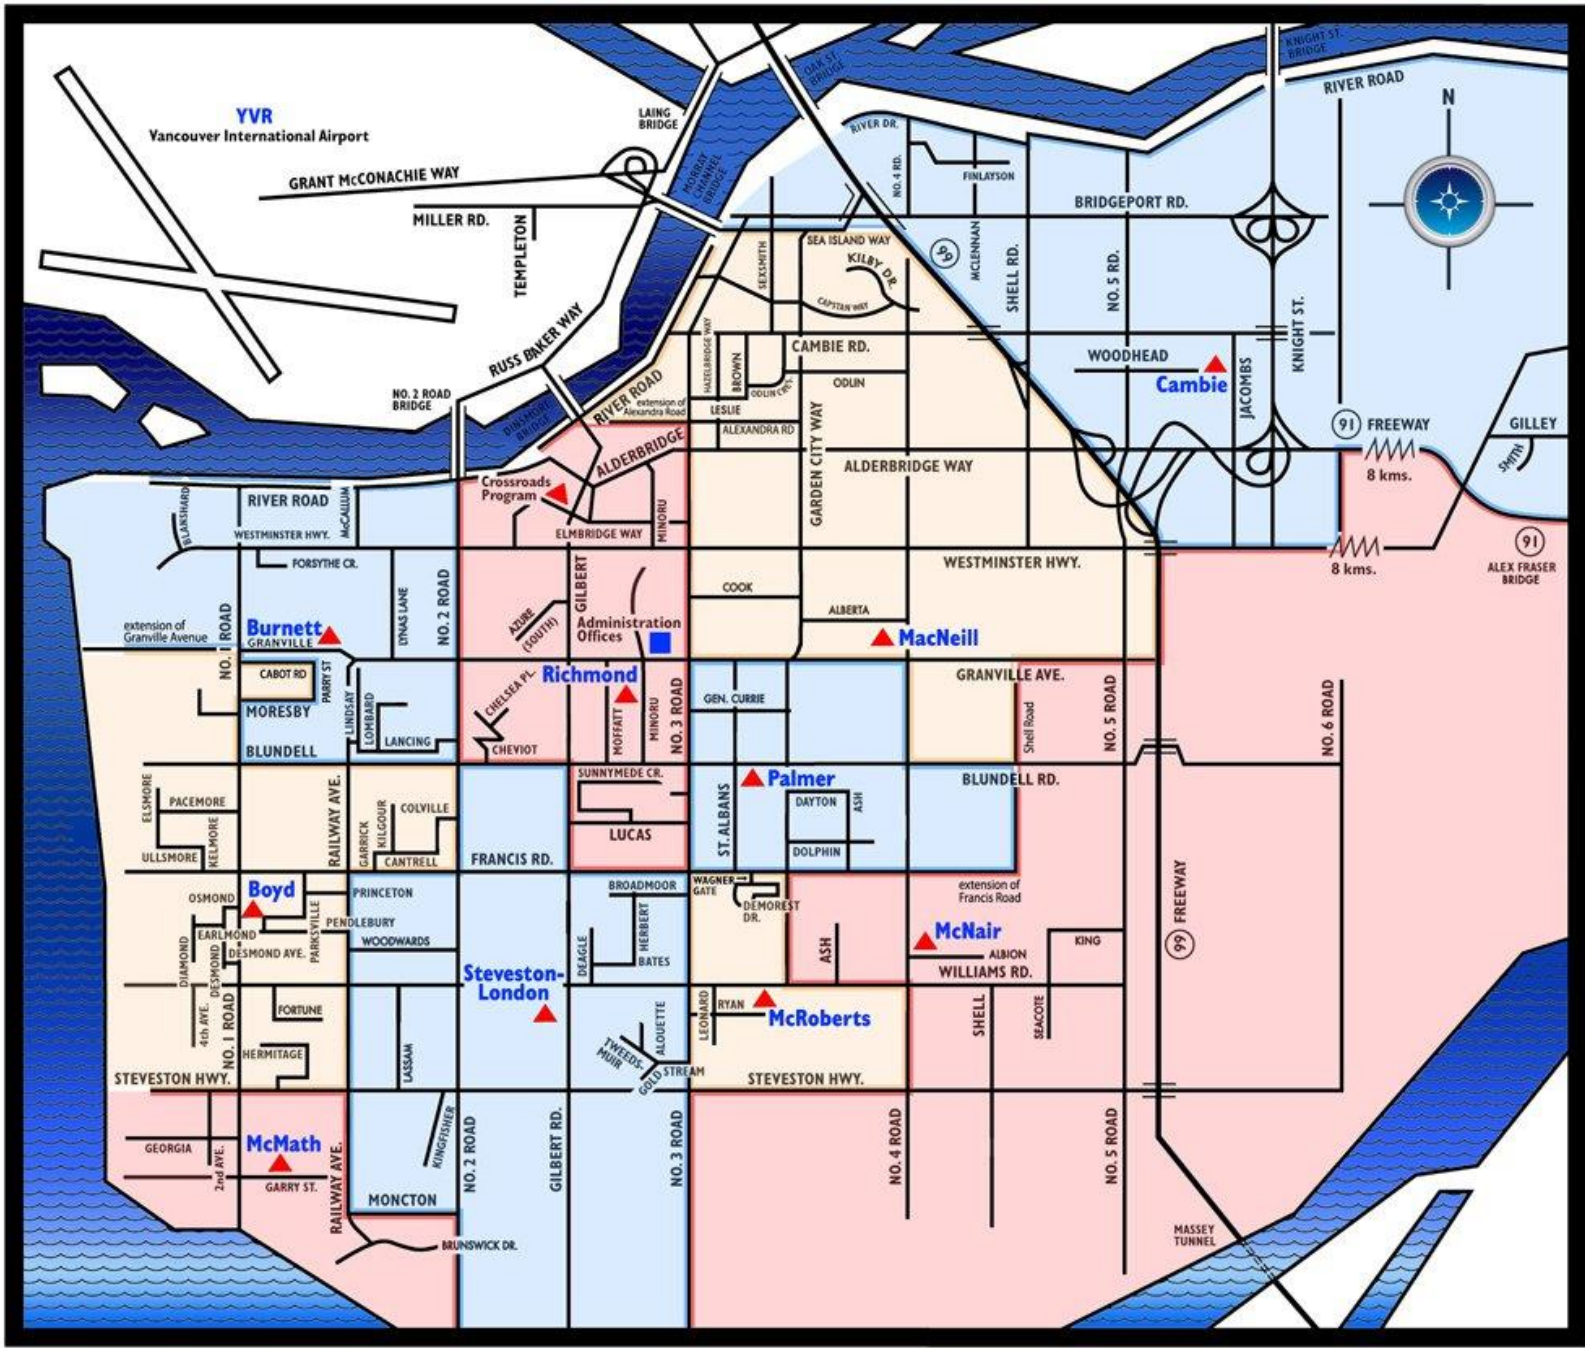 KNIGHT ST.
BRIDGE
OAK ST.
BRIDGE
RIVER ROAD
N
YVR
Vancouver International Airport
LAING
BRIDGE
RIVER DR.
MORRAY
CHANNEL
BRIDGE
NO. 4 RD.
FINLAYSON
GRANT McCONACHIE WAY
MILLER RD.
TEMPLETON
BRIDGEPORT RD.
SEA ISLAND WAY
99
MCLENNAN
SHELL RD.
NO. 5 RD.
SEXSMITH
KILBY DR.
CAPSTAN WAY
KNIGHT ST.
RUSS BAKER WAY
HAZELBRIDGE WAY
BROWN
CAMBIE RD.
ODLIN CRES.
ODLIN
WOODHEAD
Cambie
JACOBS
NO. 2 ROAD
BRIDGE
DINSMORE
BRIDGE
RIVER ROAD
extension of
Alexandra Road
LESLIE
ALEXANDRA RD
GARDEN CITY WAY
91 FREEWAY
8 kms.
GILLEY
SMITH
ALDERBRIDGE
ALDERBRIDGE WAY
Crossroads
Program
RIVER ROAD
BLANSHARD
McCALLUM
WESTMINSTER HWY.
ELMBRIDGE WAY
MINORU
91
ALEX FRASER
BRIDGE
8 kms.
FORSYTHE CR.
WESTMINSTER HWY.
LYNAS LANE
NO. 2 ROAD
GILBERT
COOK
ALBERTA
AZURE
(SOUTH)
Administration
Offices
extension of
Granville Avenue
NO. 1 ROAD
Burnett
GRANVILLE
MacNeill
CABOT RD
PARRY ST
GRANVILLE AVE.
Richmond
CHELSEA PL.
MORESBY
LINDSAY
LOMBARD
LANCING
BLUNDELL
CHEVIOT
MOFFATT
MINORU
NO. 3 ROAD
GEN. CURRIE
Shell Road
NO. 5 ROAD
NO. 6 ROAD
ELSMORE
PACEMORE
KELMORE
ULLSMORE
RAILWAY AVE.
GARRICK
KILGOUR
COLVILLE
CANTRELL
SUNNYMEDE CR.
LUCAS
FRANCIS RD.
ST. ALBANS
Palmer
DAYTON
ASH
DOLPHIN
BLUNDELL RD.
Boyd
OSMOND
PRINCETON
EARLMOND
PARKSVILLE
PENDLEBURY
DIAMOND
DESMOND
DESMOND AVE.
WOODWARDS
BROADMOOR
HERBERT
DEAGLE
BATES
WAGNER
GATE
DEMOREST
DR.
extension of
Francis Road
ASH
McNair
ALBION
KING
WILLIAMS RD.
99 FREEWAY
Steveston-
London
4th AVE.
NO. 1 ROAD
FORTUNE
HERMITAGE
LASSAM
TWEEDS-
MUIR
ALOUETTE
GOLD STREAM
LEONARD
RYAN
McRoberts
SHELL
SEACOTE
STEVESTON HWY.
STEVESTON HWY.
GEORGIA
2nd AVE.
McMath
GARRY ST.
RAILWAY AVE.
KINGFISHER
NO. 2 ROAD
MONCTON
BRUNSWICK DR.
GILBERT RD.
NO. 3 ROAD
NO. 4 ROAD
NO. 5 ROAD
MASSEY
TUNNEL